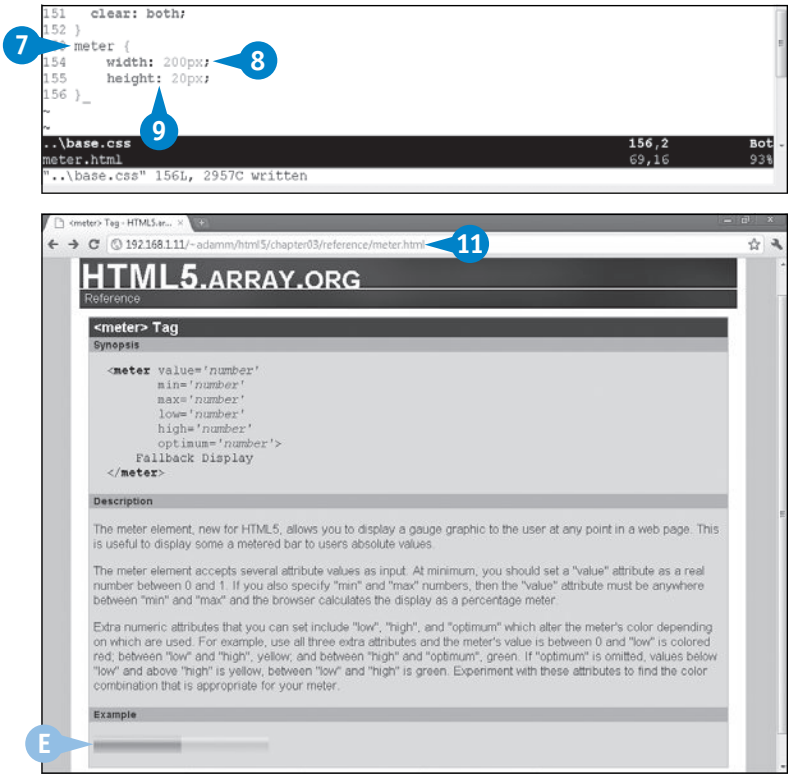 151 clear: both;
152 }
7 meter {
154 width: 200px; 8
155 height: 20px;
156 }_
~
~
9
..\base.css 156,2 Bot
meter.html 69,16 93%
"..\base.css" 156L, 2957C written
<meter> Tag - HTML5.ar... ×
192.168.1.11/~adamm/html5/chapter03/reference/meter.html 11
HTML5.ARRAY.ORG
Reference
<meter> Tag
Synopsis
<meter value='number'
min='number'
max='number'
low='number'
high='number'
optimum='number'>
Fallback Display
</meter>
Description
The meter element, new for HTML5, allows you to display a gauge graphic to the user at any point in a web page. This
is useful to display some a metered bar to users absolute values.
The meter element accepts several attribute values as input. At minimum, you should set a "value" attribute as a real
number between 0 and 1. If you also specify "min" and "max" numbers, then the "value" attribute must be anywhere
between "min" and "max" and the browser calculates the display as a percentage meter.
Extra numeric attributes that you can set include "low", "high", and "optimum" which alter the meter's color depending
on which are used. For example, use all three extra attributes and the meter's value is between 0 and "low" is colored
red; between "low" and "high", yellow; and between "high" and "optimum", green. If "optimum" is omitted, values below
"low" and above "high" is yellow, between "low" and "high" is green. Experiment with these attributes to find the color
combination that is appropriate for your meter.
Example
E